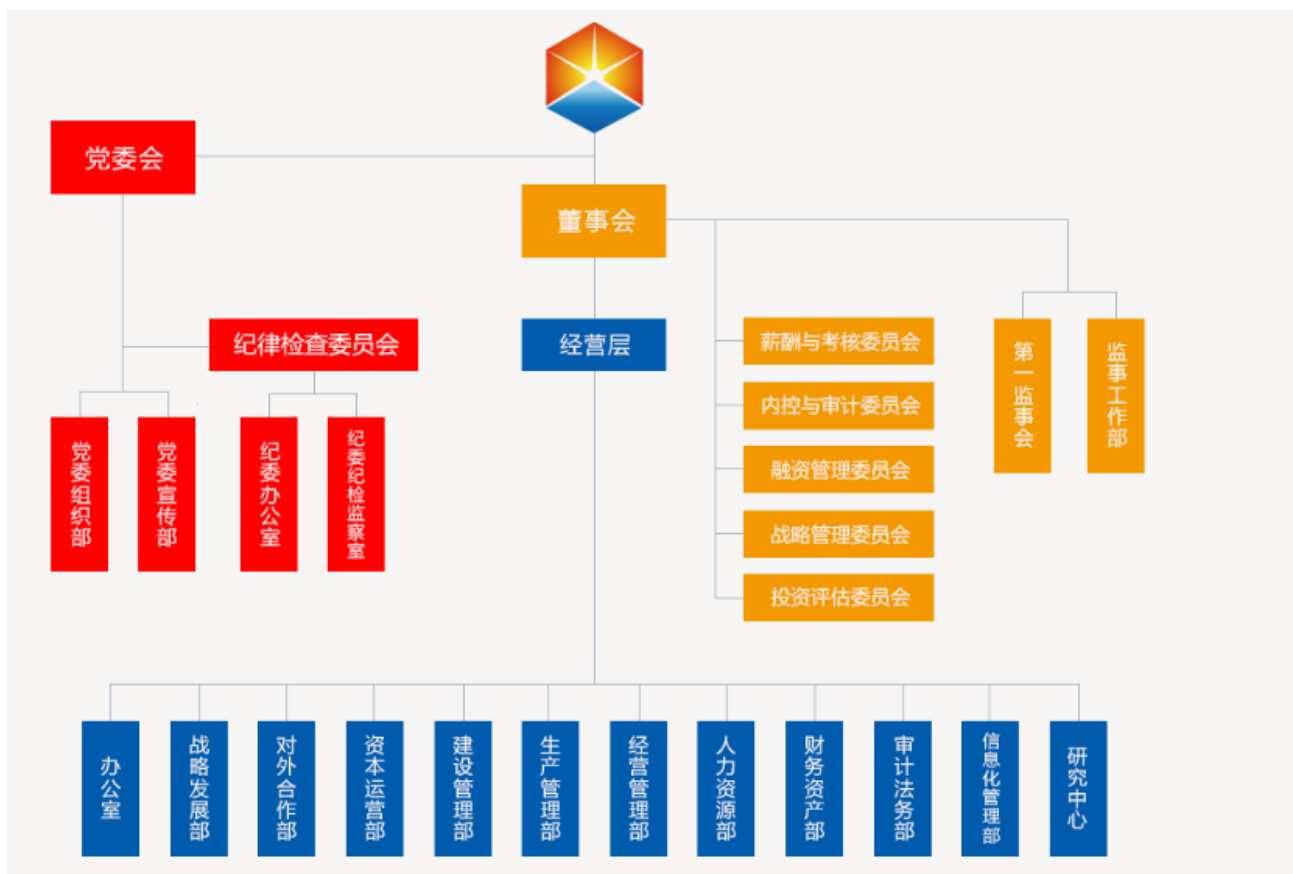 党委会
董事会
纪律检查委员会
经营层
薪酬与考核委员会
内控与审计委员会
融资管理委员会
战略管理委员会
投资评估委员会
第一监事会
监事工作部
党委组织部
党委宣传部
纪委办公室
纪委纪检监察室
办公室
战略发展部
对外合作部
资本运营部
建设管理部
生产管理部
经营管理部
人力资源部
财务资产部
审计法务部
信息化管理部
研究中心